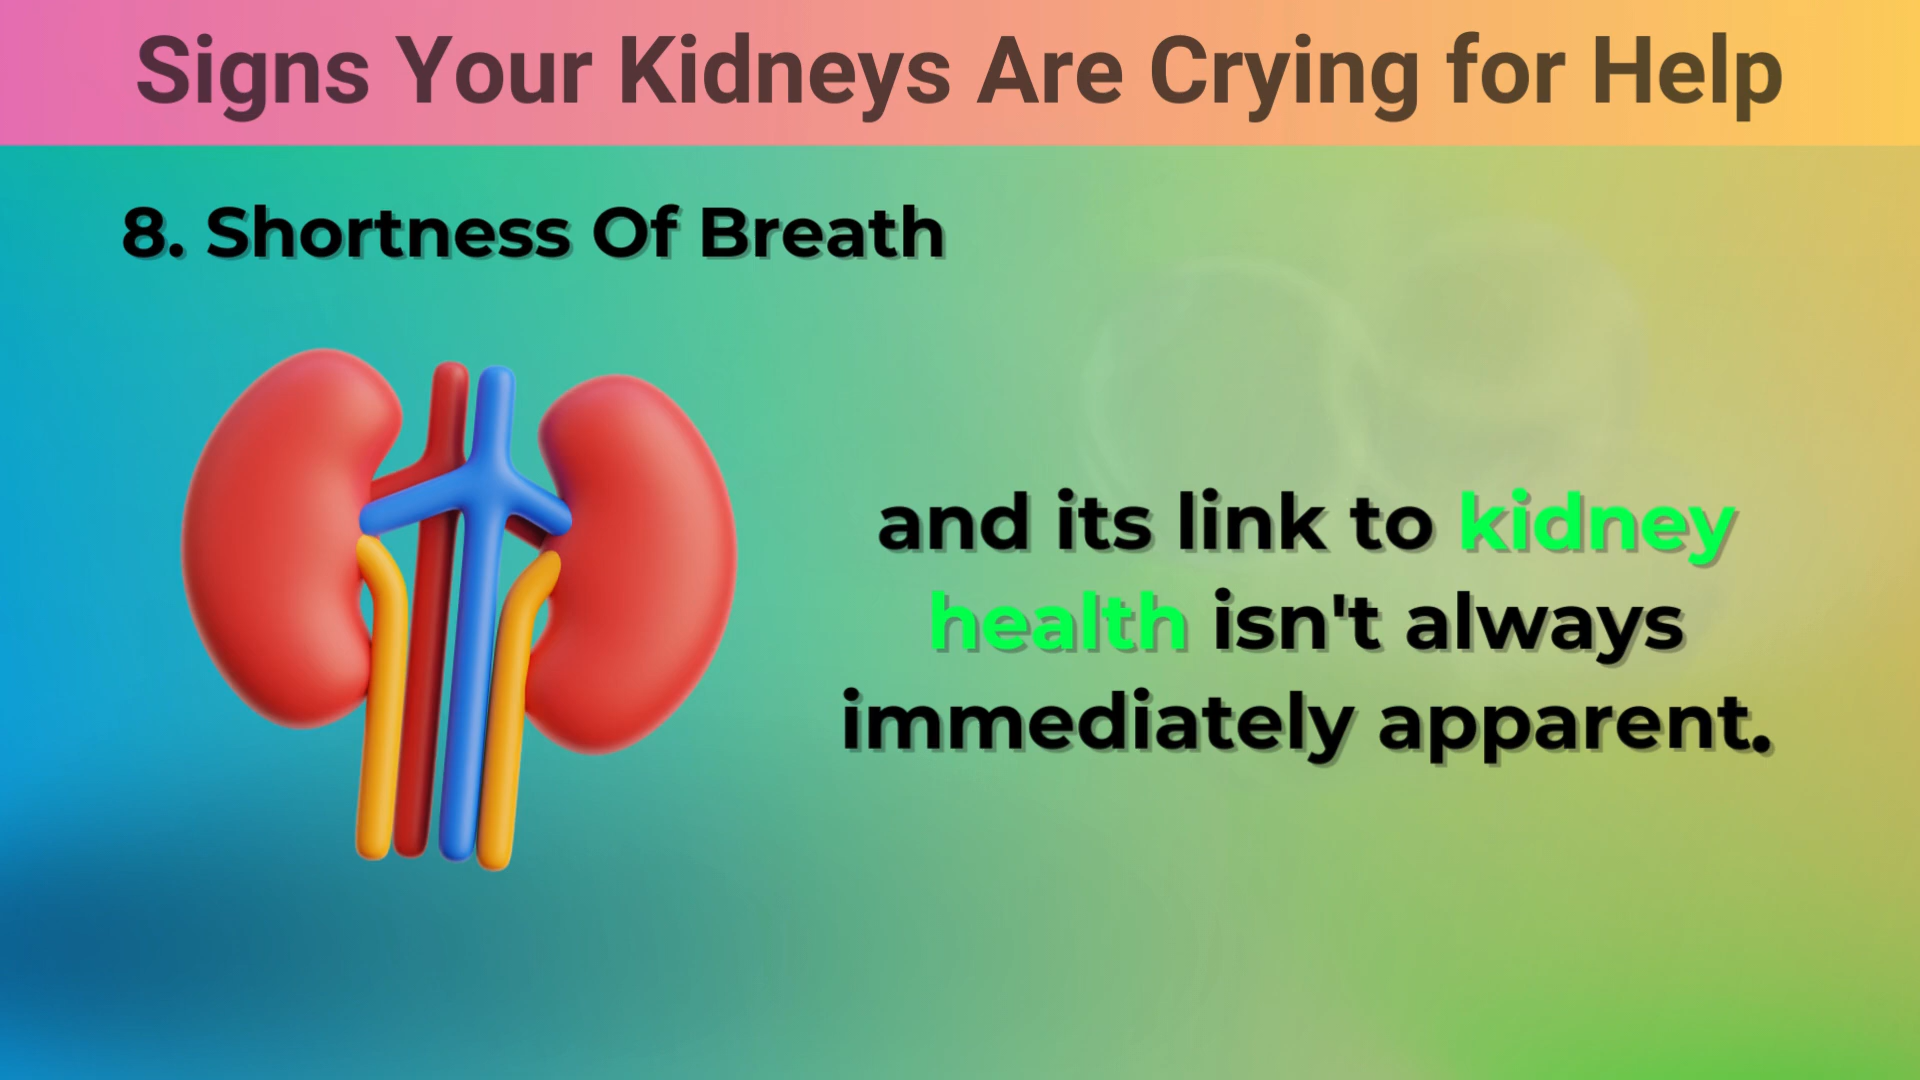 Signs Your Kidneys Are Crying for Help
8. Shortness Of Breath
and its link to kidney
health isn't always
immediately apparent.